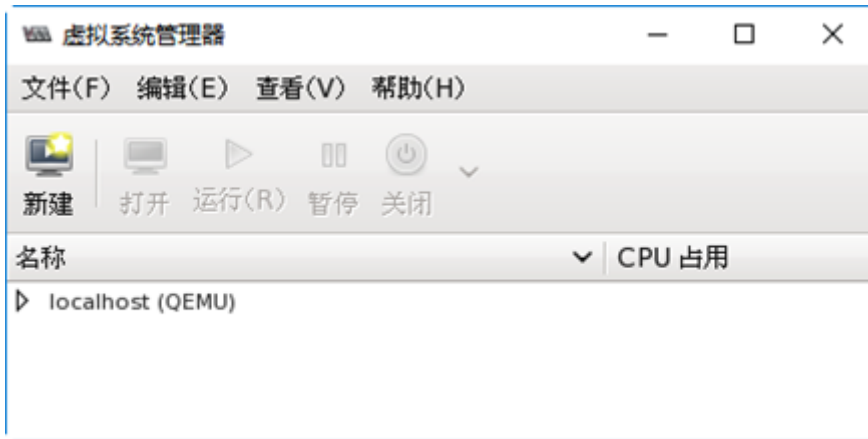 虚拟系统管理器
文件(F) 编辑(E) 查看(V) 帮助(H)
新建 打开 运行(R) 暂停 关闭
名称 CPU 占用
localhost (QEMU)